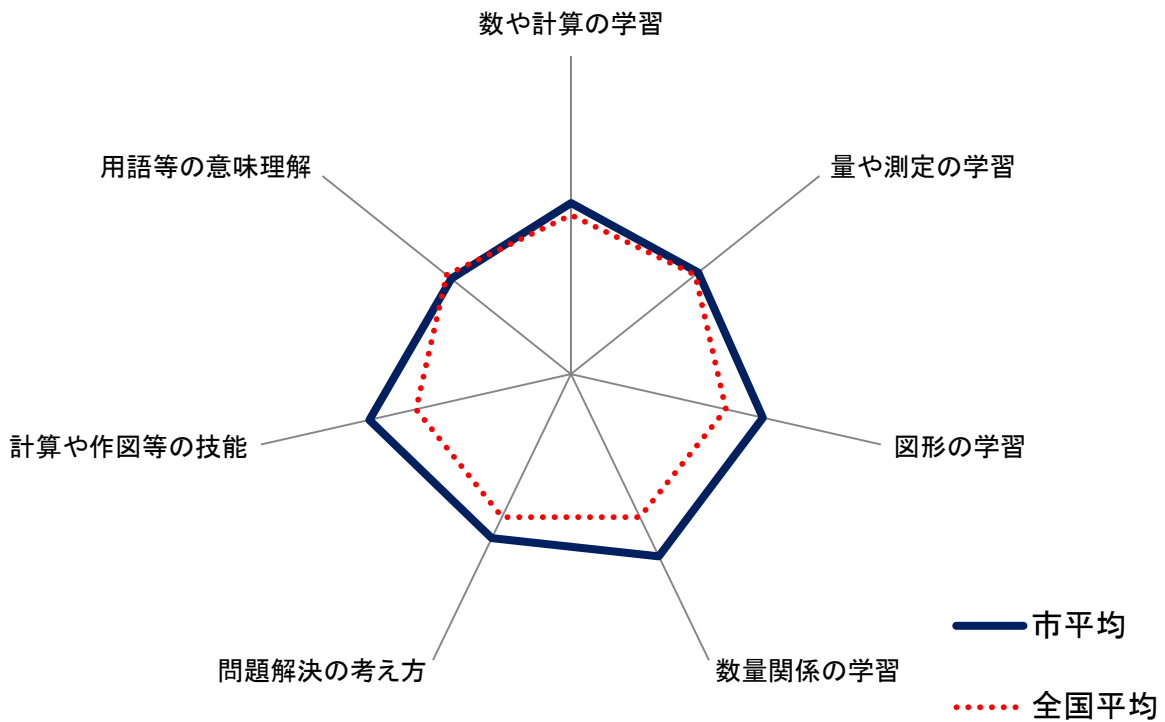 数や計算の学習
用語等の意味理解
量や測定の学習
計算や作図等の技能
図形の学習
問題解決の考え方
数量関係の学習
市平均
全国平均